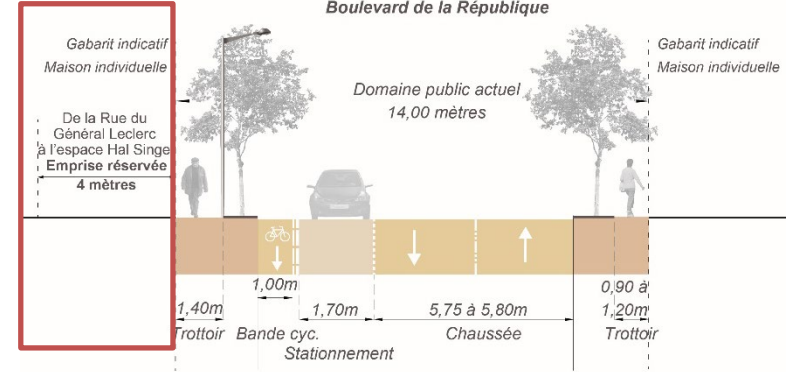 Boulevard de la République
Gabarit indicatif
Maison individuelle
Gabarit indicatif
Maison individuelle
Domaine public actuel
14,00 mètres
De la Rue du
Général Leclerc
à l'espace Hal Singer
Emprise réservée
4 mètres
1,00m
0,90 à
1,40m
1,70m
5,75 à 5,80m
1,20m
Trottoir
Bande cyc.
Chaussée
Trottoir
Stationnement